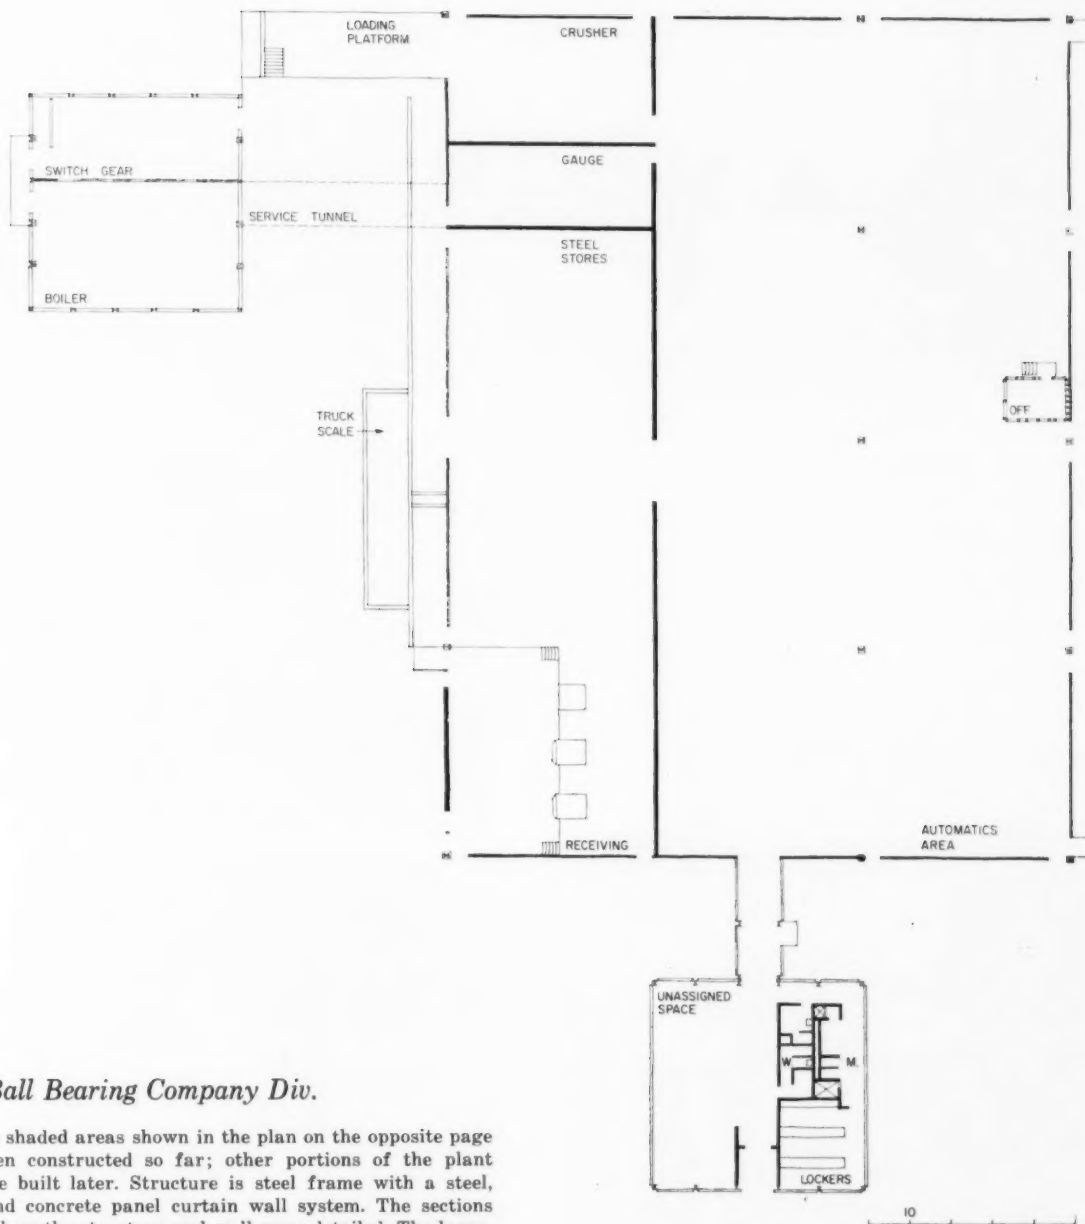 LOADING
PLATFORM
CRUSHER
SWITCH GEAR
GAUGE
SERVICE TUNNEL
STEEL
STORES
BOILER
TRUCK
SCALE
OFF
RECEIVING
AUTOMATICS
AREA
UNASSIGNED
SPACE
W
M.
LOCKERS
10
Ball Bearing Company Div.
shaded areas shown in the plan on the opposite page
en constructed so far; other portions of the plant
e built later. Structure is steel frame with a steel,
nd concrete panel curtain wall system. The sections